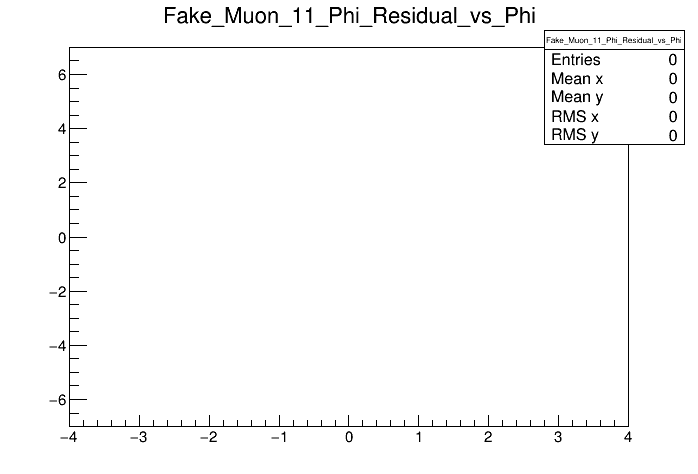 Fake_Muon_11_Phi_Residual_vs_Phi
Fake_Muon_11_Phi_Residual_vs_Phi
Entries 0
Mean x 0
Mean y 0
RMS x 0
RMS y 0
6
4
2
0
−2
−4
−6
−4 −3 −2 −1 0 1 2 3 4